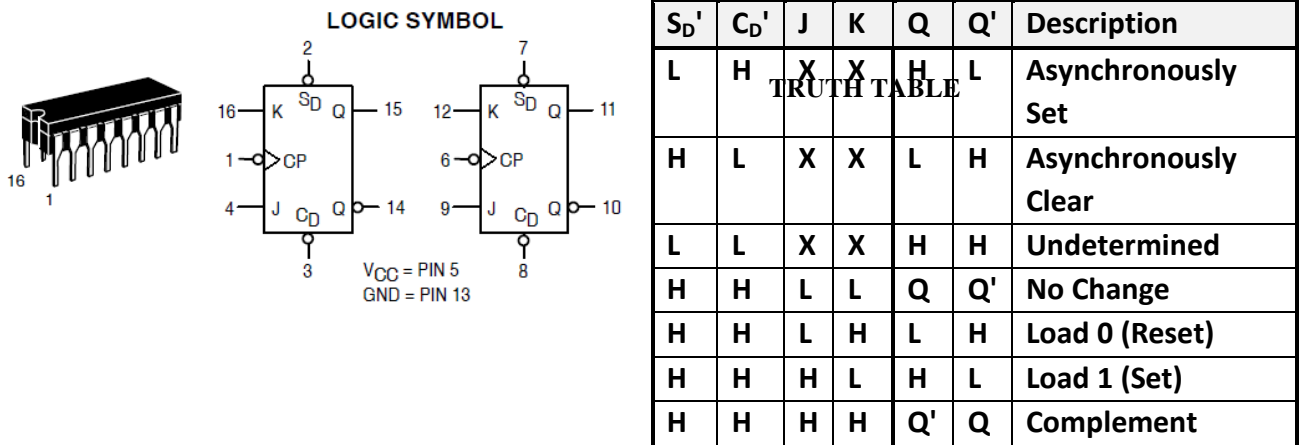 LOGIC SYMBOL
2 7
SD Q SD Q
16 K 15 12 K 11
1 CP 6 CP
4 J CD Q 14 9 J CD Q 10
3 8
VCC = PIN 5
GND = PIN 13
16
1
TRUTH TABLE
SD' CD' J K Q Q' Description
L H X X H L Asynchronously
Set
H L X X L H Asynchronously
Clear
L L X X H H Undetermined
H H L L Q Q' No Change
H H L H L H Load 0 (Reset)
H H H L H L Load 1 (Set)
H H H H Q' Q Complement